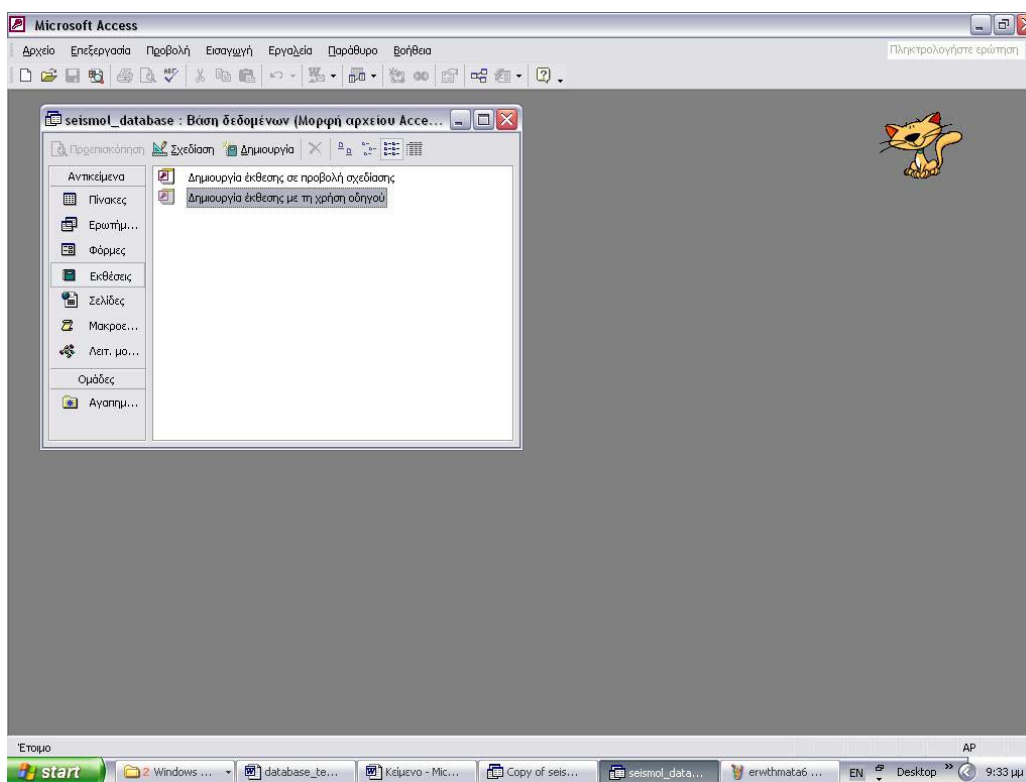 Microsoft Access
Αρχείο Επεξεργασία Προβολή Εισαγωγή Εργαλεία Παράθυρο Βοήθεια Πληκτρολογήστε ερώτηση
seismol_database : Βάση δεδομένων (Μορφή αρχείου Acce...
Προεπισκόπηση Σχεδίαση Δημιουργία
Αντικείμενα
Πίνακες
Ερωτήμ...
Φόρμες
Εκθέσεις
Σελίδες
Μακροε...
Λειτ. μο...
Ομάδες
Αγαπημ...
Δημιουργία έκθεσης σε προβολή σχεδίασης
Δημιουργία έκθεσης με τη χρήση οδηγού
Έτοιμο AP
start 2 Windows ... database_te... Κείμενο - Mic... Copy of seis... seismol_data... erwthmata6 ... EN Desktop » 9:33 μμ